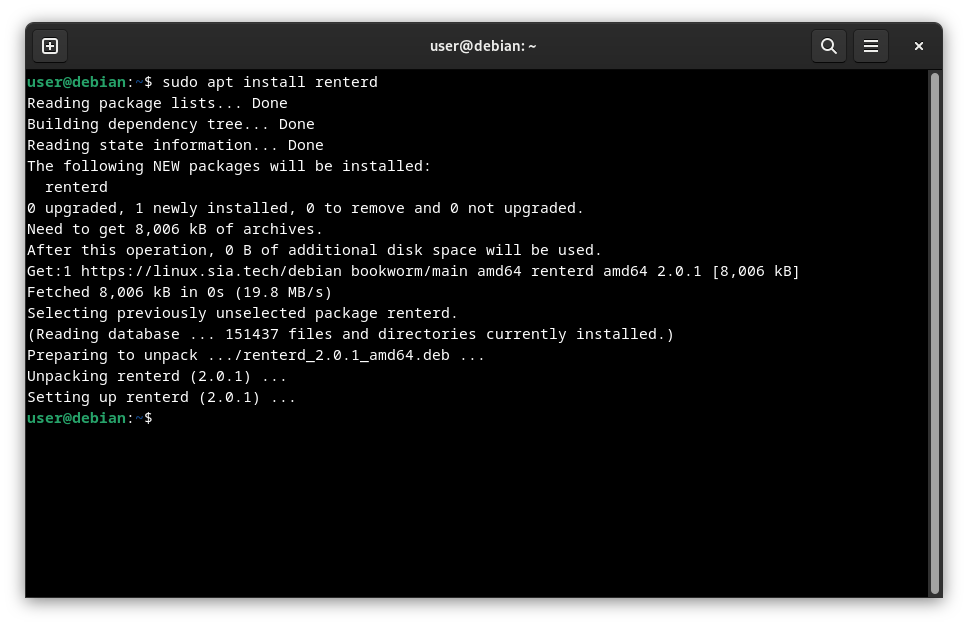 user@debian: ~
user@debian:~$ sudo apt install renterd
Reading package lists... Done
Building dependency tree... Done
Reading state information... Done
The following NEW packages will be installed:
  renterd
0 upgraded, 1 newly installed, 0 to remove and 0 not upgraded.
Need to get 8,006 kB of archives.
After this operation, 0 B of additional disk space will be used.
Get:1 https://linux.sia.tech/debian bookworm/main amd64 renterd amd64 2.0.1 [8,006 kB]
Fetched 8,006 kB in 0s (19.8 MB/s)
Selecting previously unselected package renterd.
(Reading database ... 151437 files and directories currently installed.)
Preparing to unpack .../renterd_2.0.1_amd64.deb ...
Unpacking renterd (2.0.1) ...
Setting up renterd (2.0.1) ...
user@debian:~$